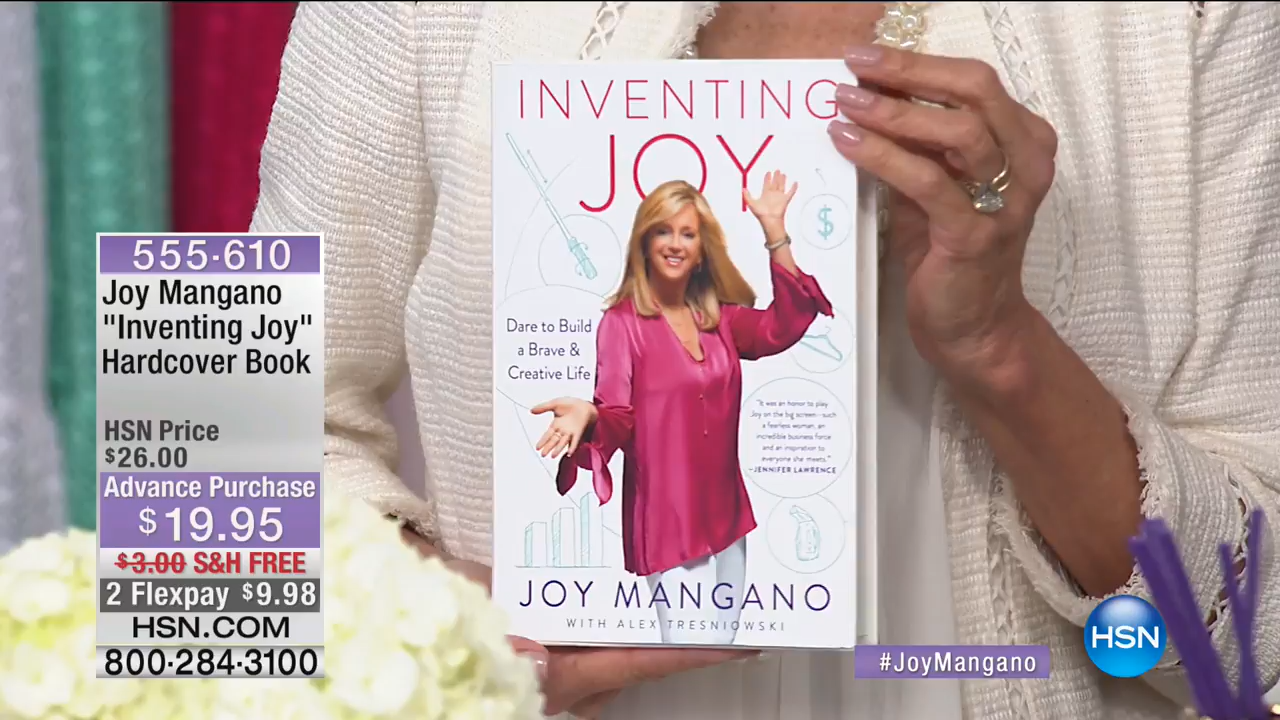 555·610
Joy Mangano
"Inventing Joy"
Hardcover Book
HSN Price
$26.00
Advance Purchase
$19.95
$3.00 S&H FREE
2 Flexpay $9.98
HSN.COM
800·284·3100
INVENTING
JOY
$
Dare to Build
a Brave &
Creative Life
"It was an honor to play
Joy on the big screen—such
a fearless woman, an
incredible business force
and an inspiration to
everyone she meets."
—JENNIFER LAWRENCE
JOY MANGANO
WITH ALEX TRESNIOWSKI
#JoyMangano
HSN